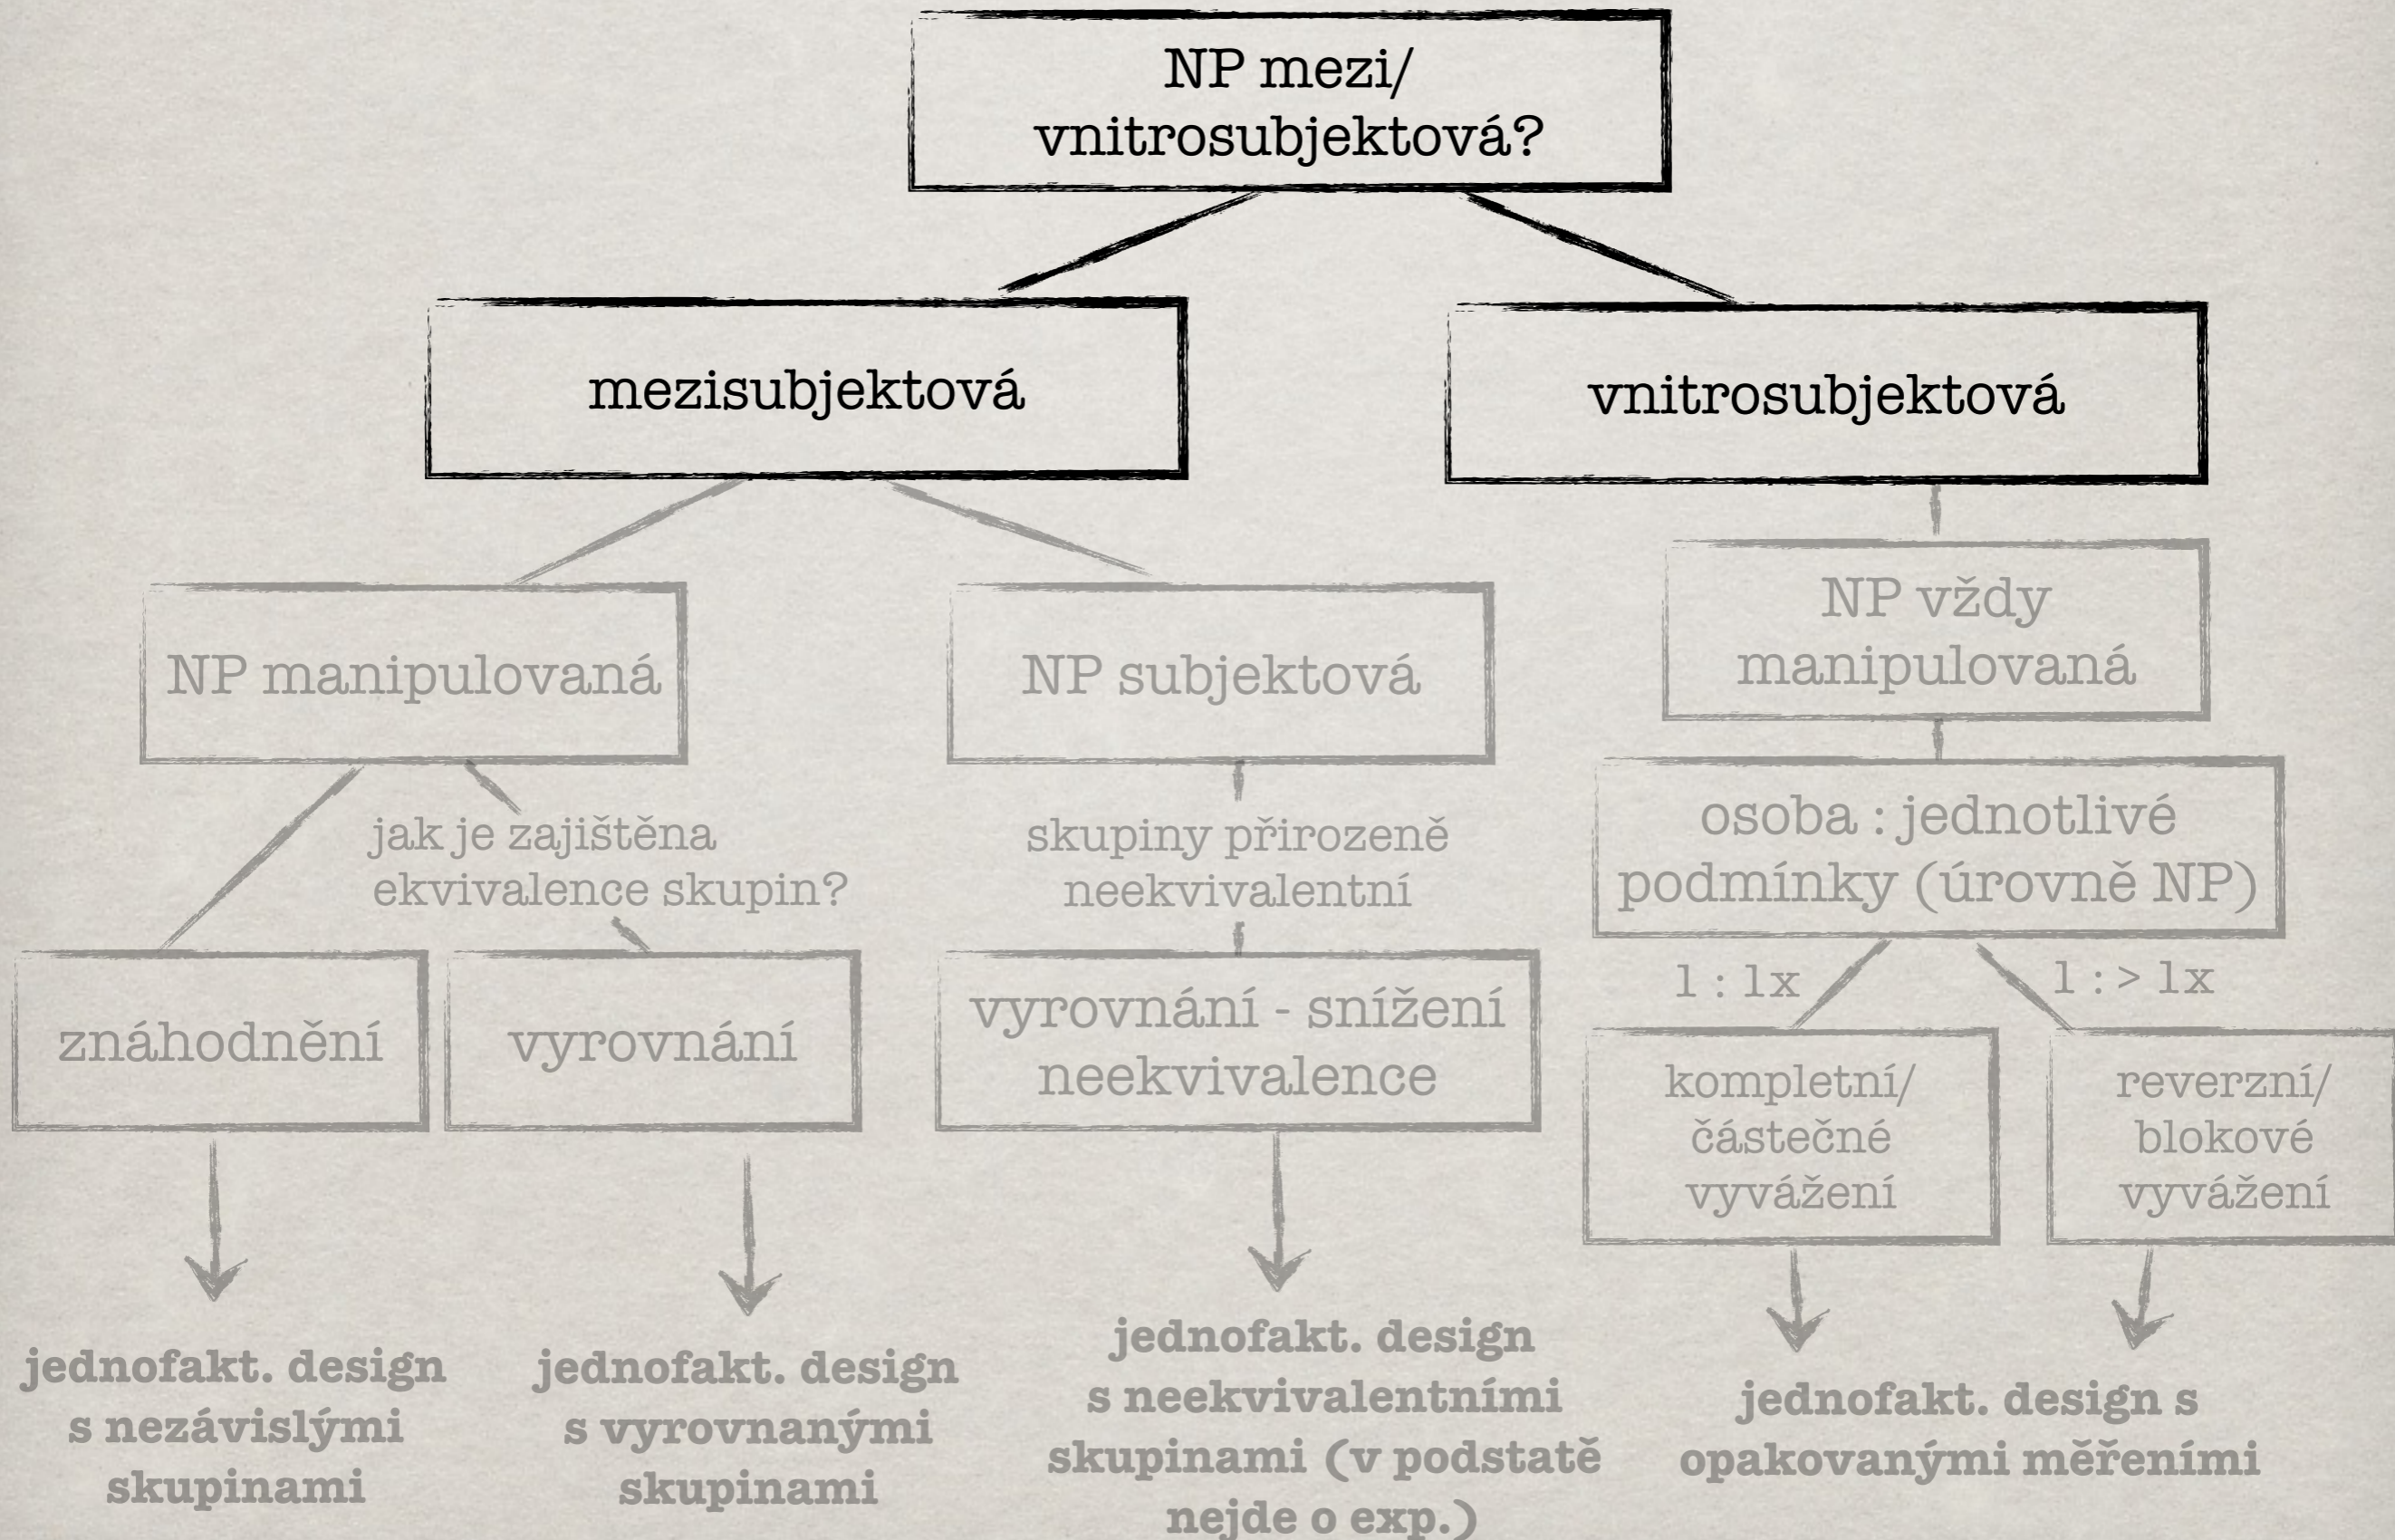 NP mezi/
vnitrosubjektová?
mezisubjektová
vnitrosubjektová
NP manipulovaná
NP subjektová
NP vždy
manipulovaná
jak je zajištěna
ekvivalence skupin?
skupiny přirozeně
neekvivalentní
osoba : jednotlivé
podmínky (úrovně NP)
1 : 1x
1 : > 1x
znáhodnění
vyrovnání
vyrovnání - snížení
neekvivalence
kompletní/
částečné
vyvážení
reverzní/
blokové
vyvážení
jednofakt. design
s nezávislými
skupinami
jednofakt. design
s vyrovnanými
skupinami
jednofakt. design
s neekvivalentními
skupinami (v podstatě
nejde o exp.)
jednofakt. design s
opakovanými měřeními